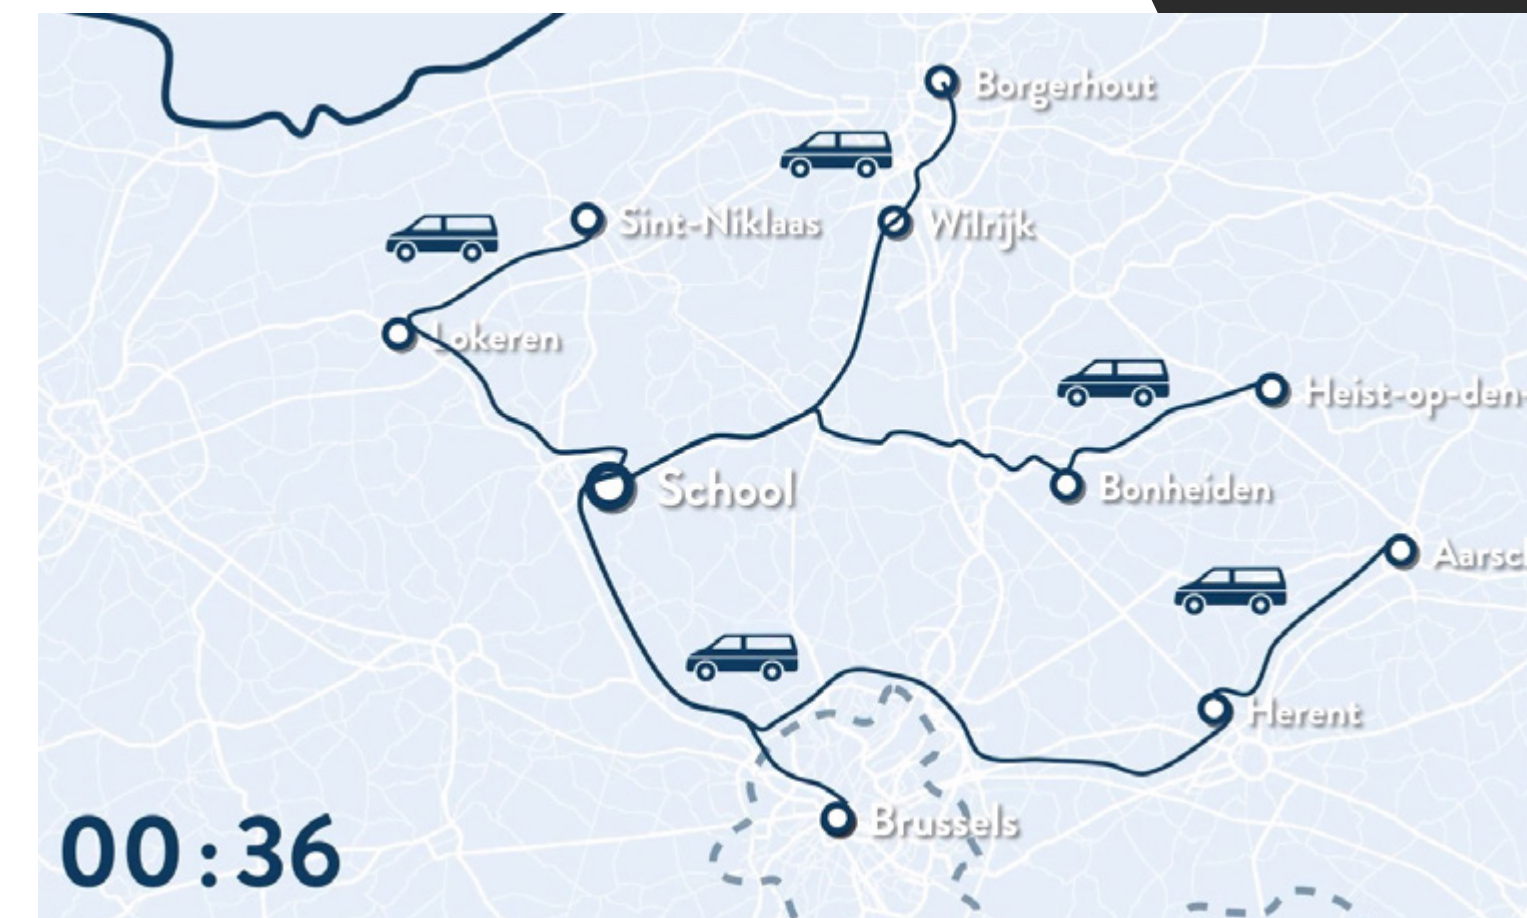 Borgerhout
Sint-Niklaas
Wilrijk
Lokeren
Heist-op-den-
School
Bonheiden
Aarsc
Herent
Brussels
00:36